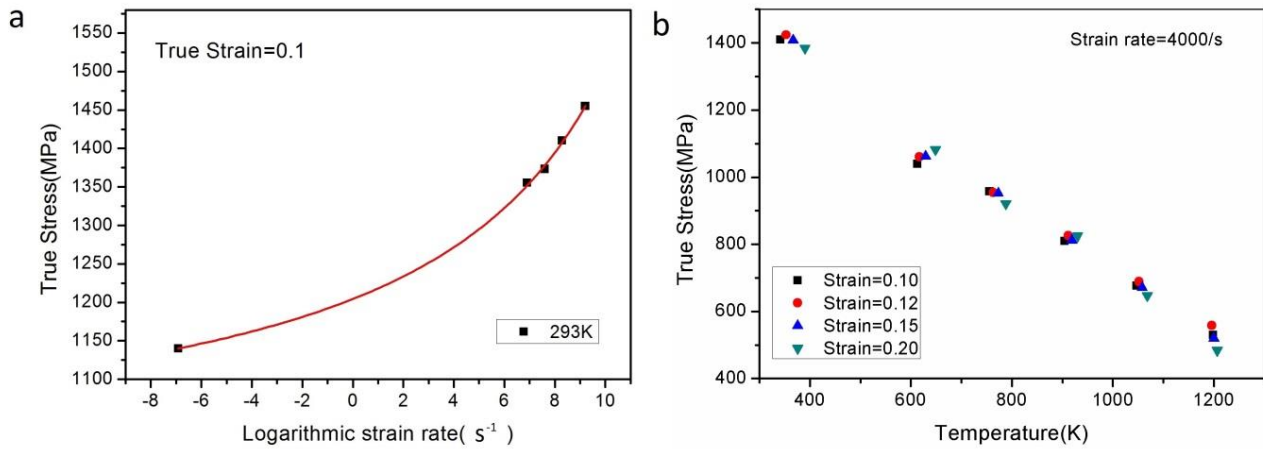 a
True Strain=0.1
True Stress(MPa)
1550
1500
1450
1400
1350
1300
1250
1200
1150
1100
293K
-8 -6 -4 -2 0 2 4 6 8 10
Logarithmic strain rate( s⁻¹ )
b
Strain rate=4000/s
True Stress(MPa)
1400
1200
1000
800
600
400
Strain=0.10
Strain=0.12
Strain=0.15
Strain=0.20
400 600 800 1000 1200
Temperature(K)